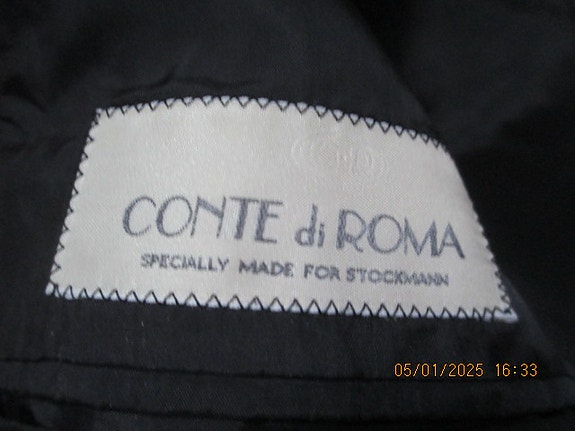 CONTE di ROMA
SPECIALLY MADE FOR STOCKMANN
05/01/2025 16:33